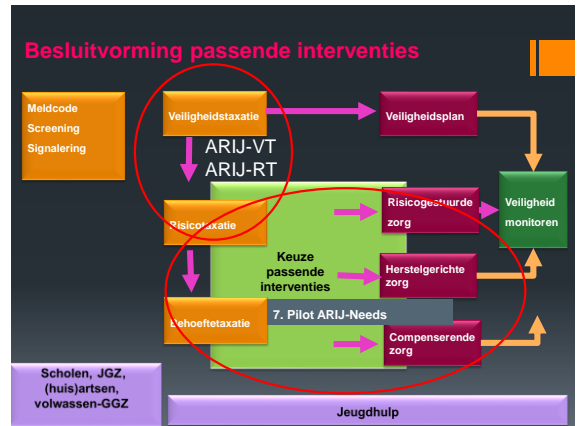 Besluitvorming passende interventies
Meldcode
Screening
Signalering
Veiligheidstaxatie
Veiligheidsplan
ARIJ-VT
ARIJ-RT
Risicotaxatie
Risicogestuurde
zorg
Veiligheid
monitoren
Keuze
passende
interventies
Herstelgerichte
zorg
Behoeftetaxatie
7. Pilot ARIJ-Needs
Compenserende
zorg
Scholen, JGZ,
(huis)artsen,
volwassen-GGZ
Jeugdhulp